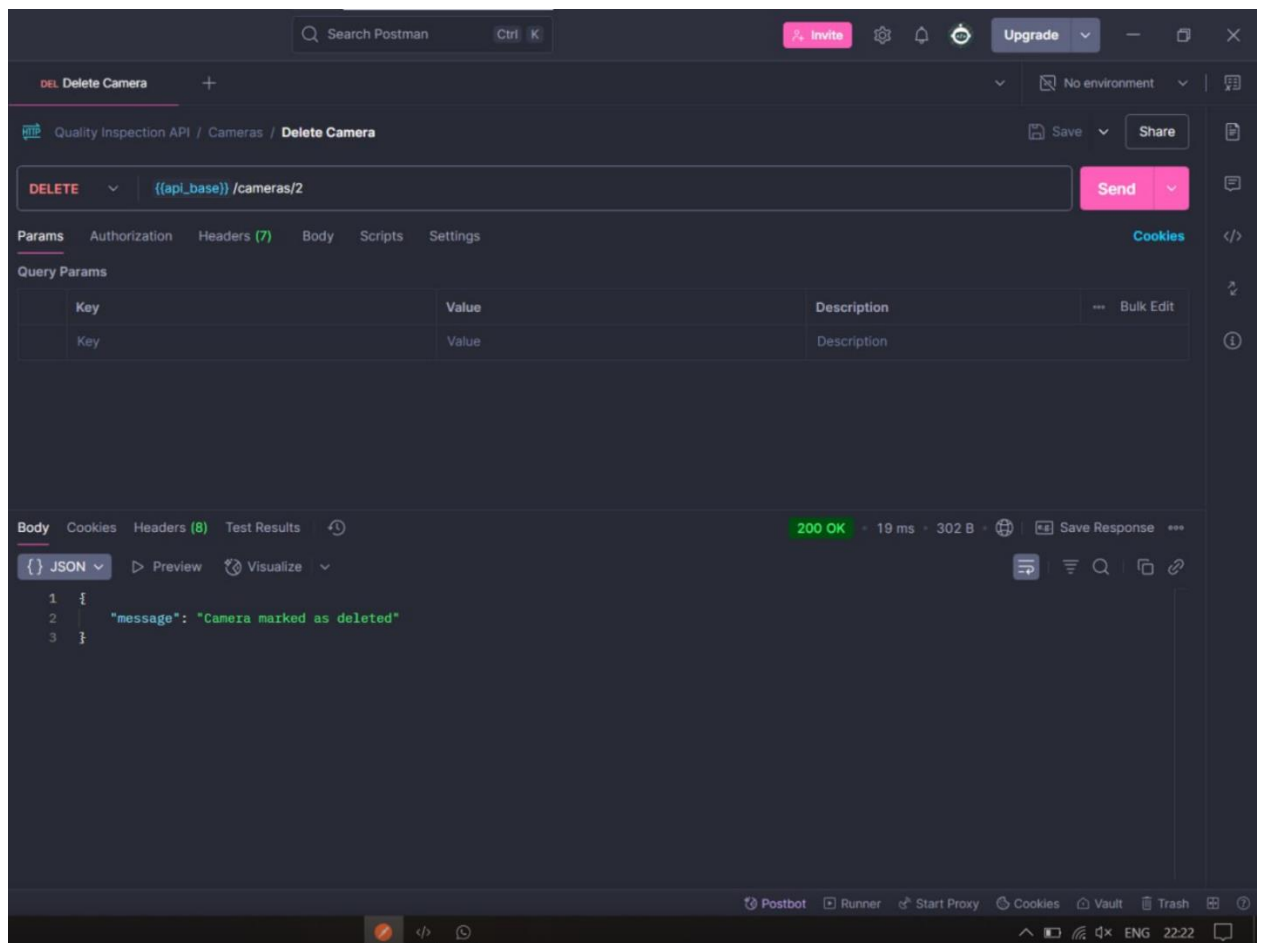 Search Postman Ctrl K Invite Upgrade
DEL Delete Camera No environment
HTTP Quality Inspection API / Cameras / Delete Camera Save Share
DELETE {{api_base}} /cameras/2 Send
Params Authorization Headers (7) Body Scripts Settings Cookies
Query Params
Key Value Description Bulk Edit
Key Value Description
Body Cookies Headers (8) Test Results 200 OK 19 ms 302 B Save Response
{} JSON Preview Visualize
1 {
2 "message": "Camera marked as deleted"
3 }
Postbot Runner Start Proxy Cookies Vault Trash
ENG 22:22